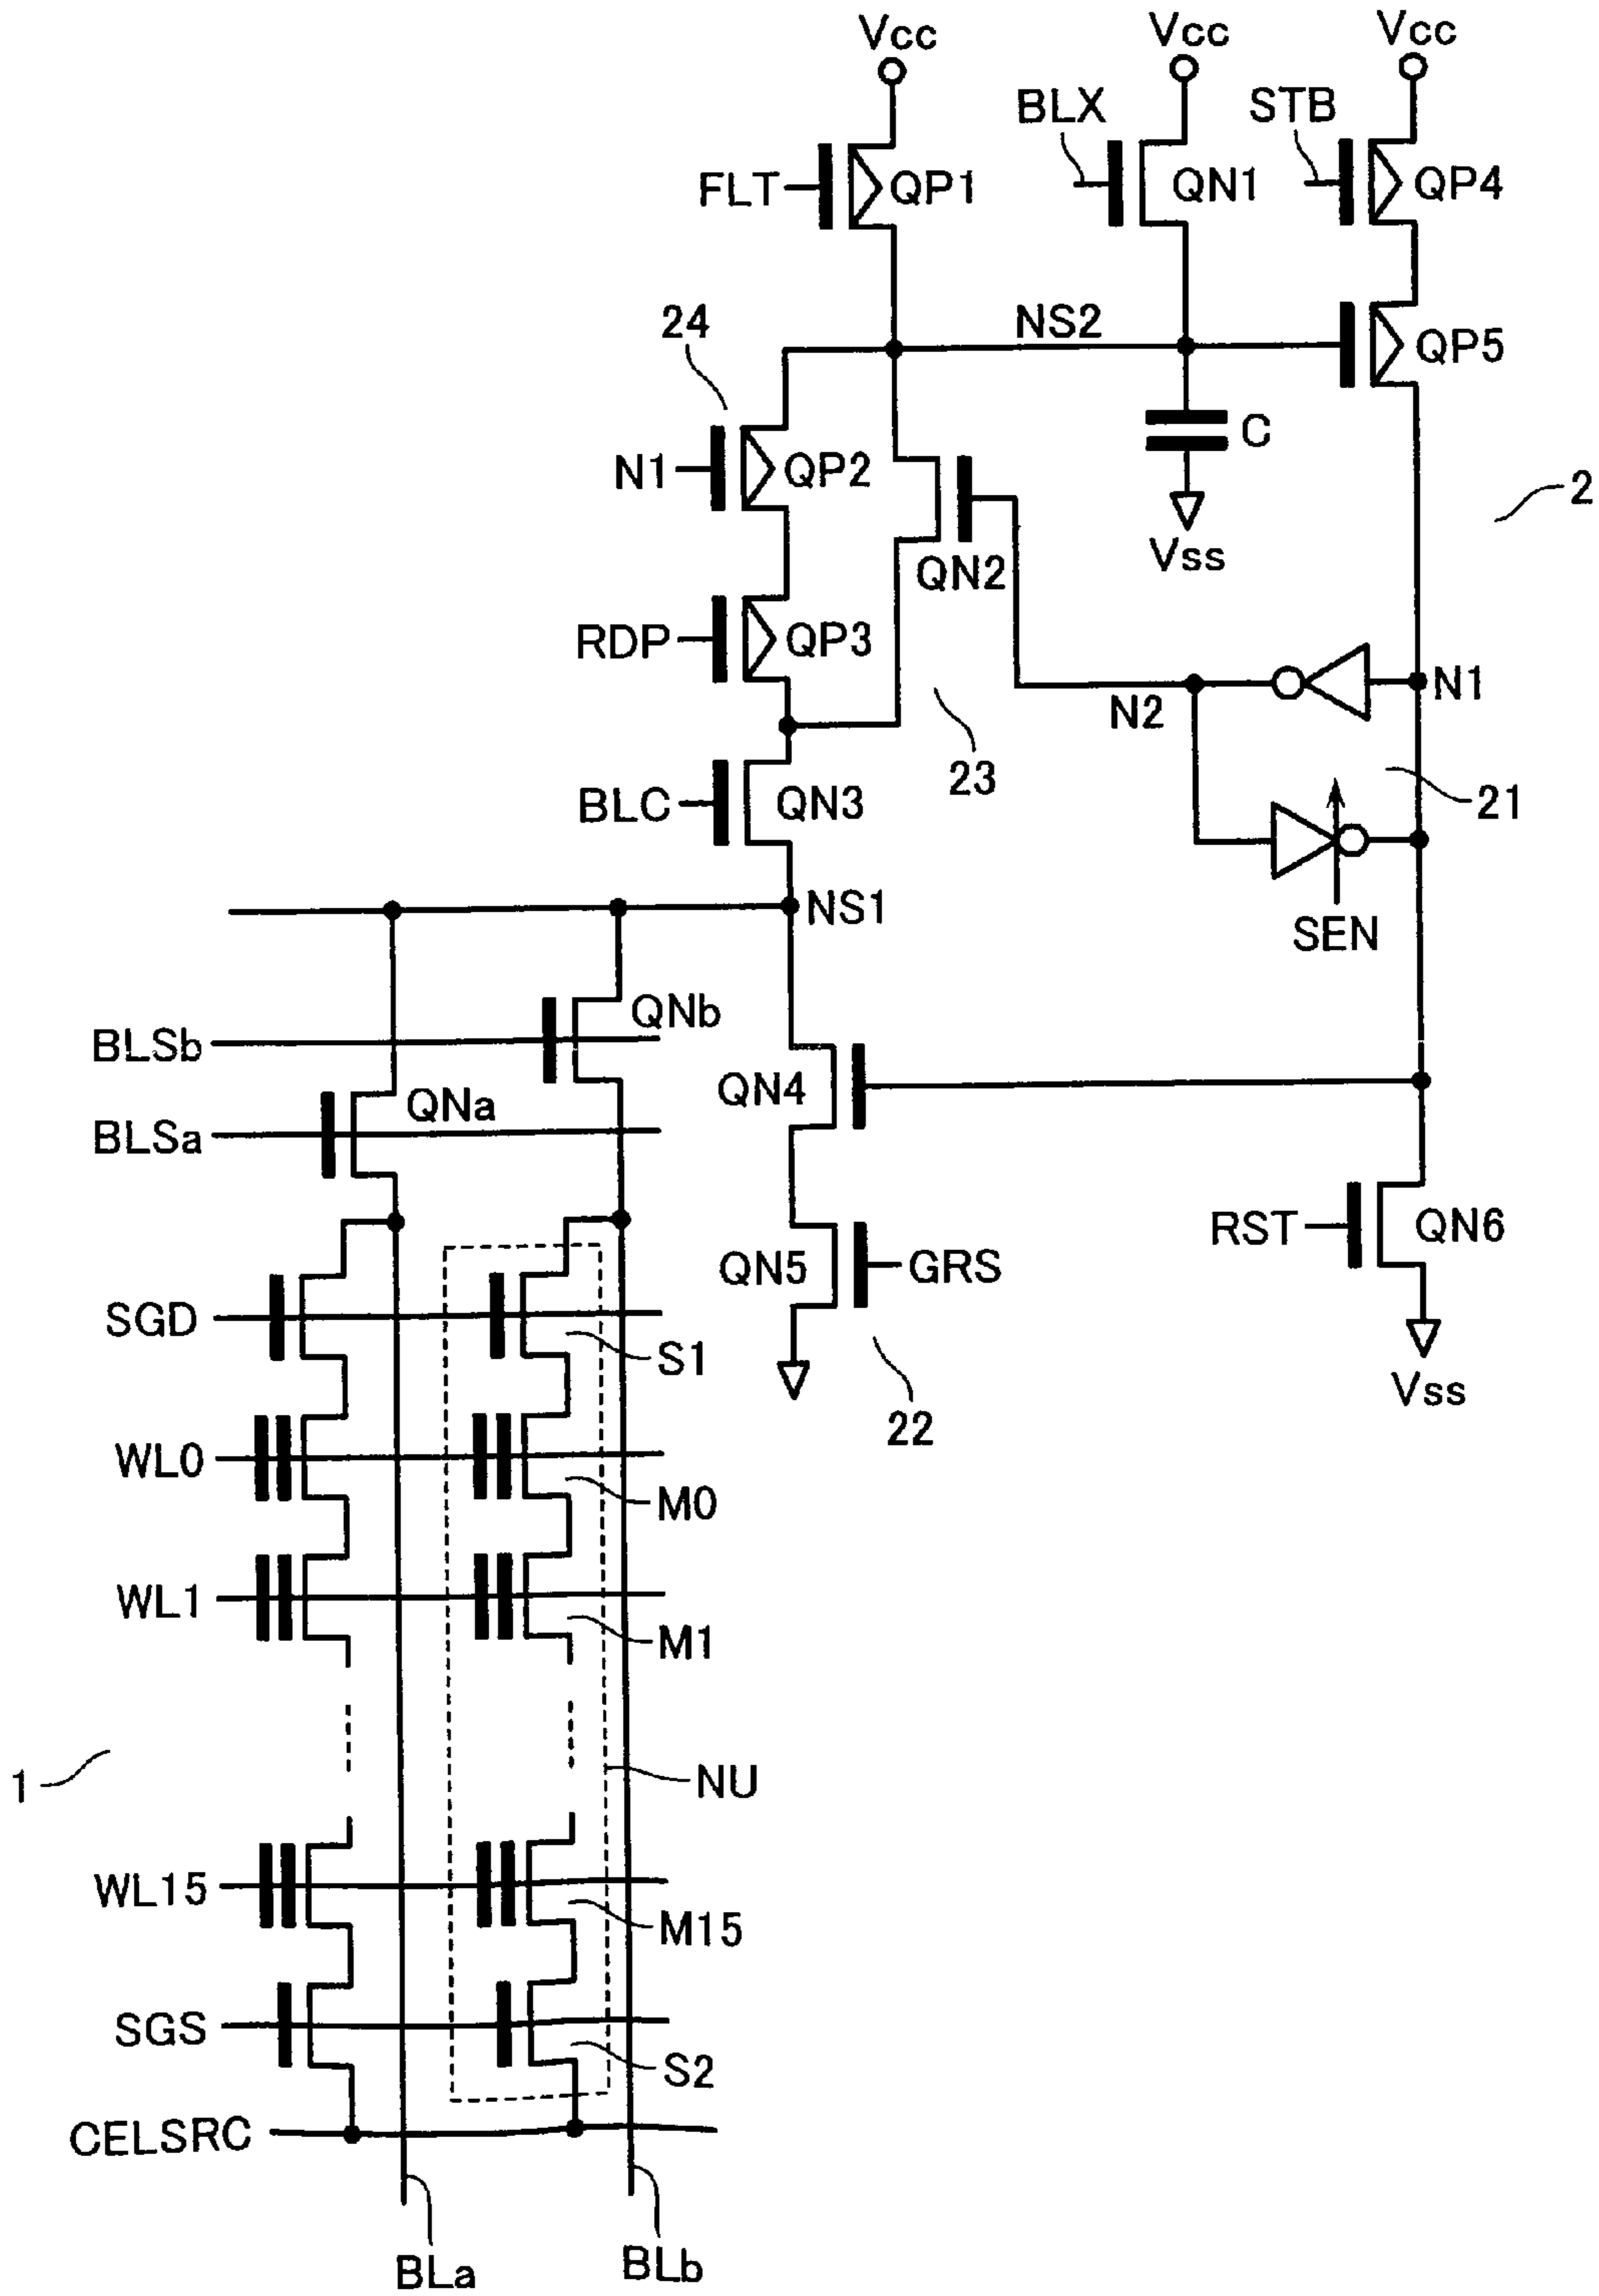 Vcc
Vcc
Vcc
BLX
STB
FLT
QP1
QN1
QP4
24
NS2
QP5
N1
QP2
C
2
Vss
QN2
RDP
QP3
N1
N2
23
21
BLC
QN3
NS1
SEN
BLSb
QNb
QN4
BLSa
QNa
RST
QN6
QN5
GRS
SGD
S1
Vss
22
WL0
M0
WL1
M1
1
NU
WL15
M15
SGS
S2
CELSRC
BLa
BLb